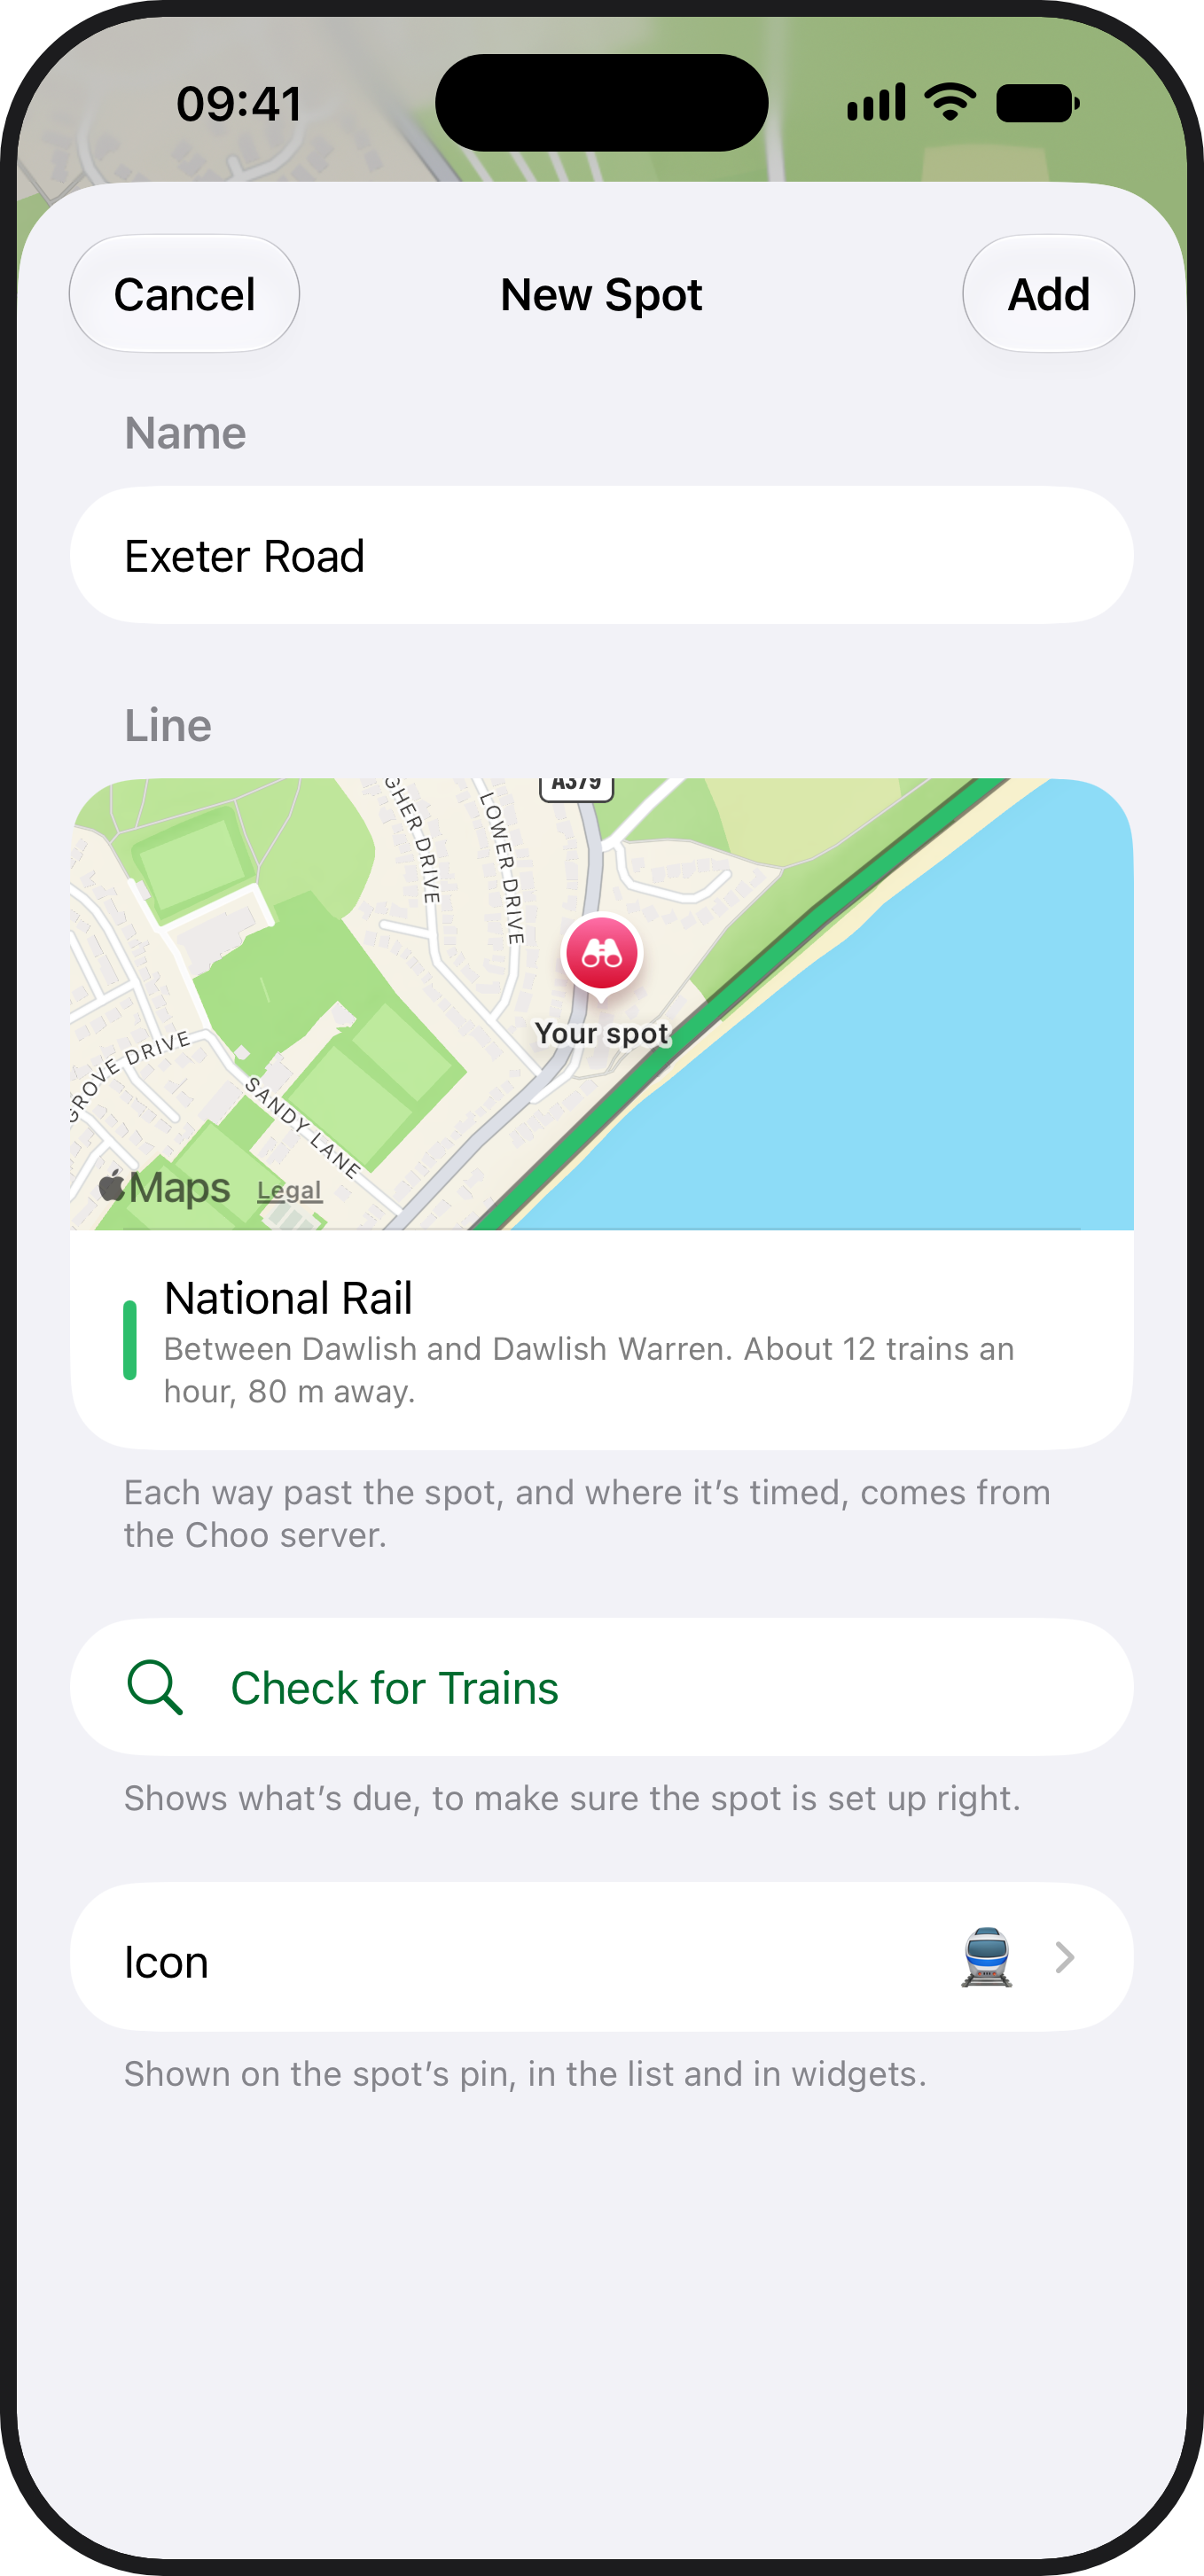 09:41
Cancel
New Spot
Add
Name
Exeter Road
Line
A379
GHER DRIVE
LOWER DRIVE
Your spot
GROVE DRIVE
SANDY LANE
Maps
Legal
National Rail
Between Dawlish and Dawlish Warren. About 12 trains an
hour, 80 m away.
Each way past the spot, and where it’s timed, comes from
the Choo server.
Check for Trains
Shows what’s due, to make sure the spot is set up right.
Icon
Shown on the spot’s pin, in the list and in widgets.